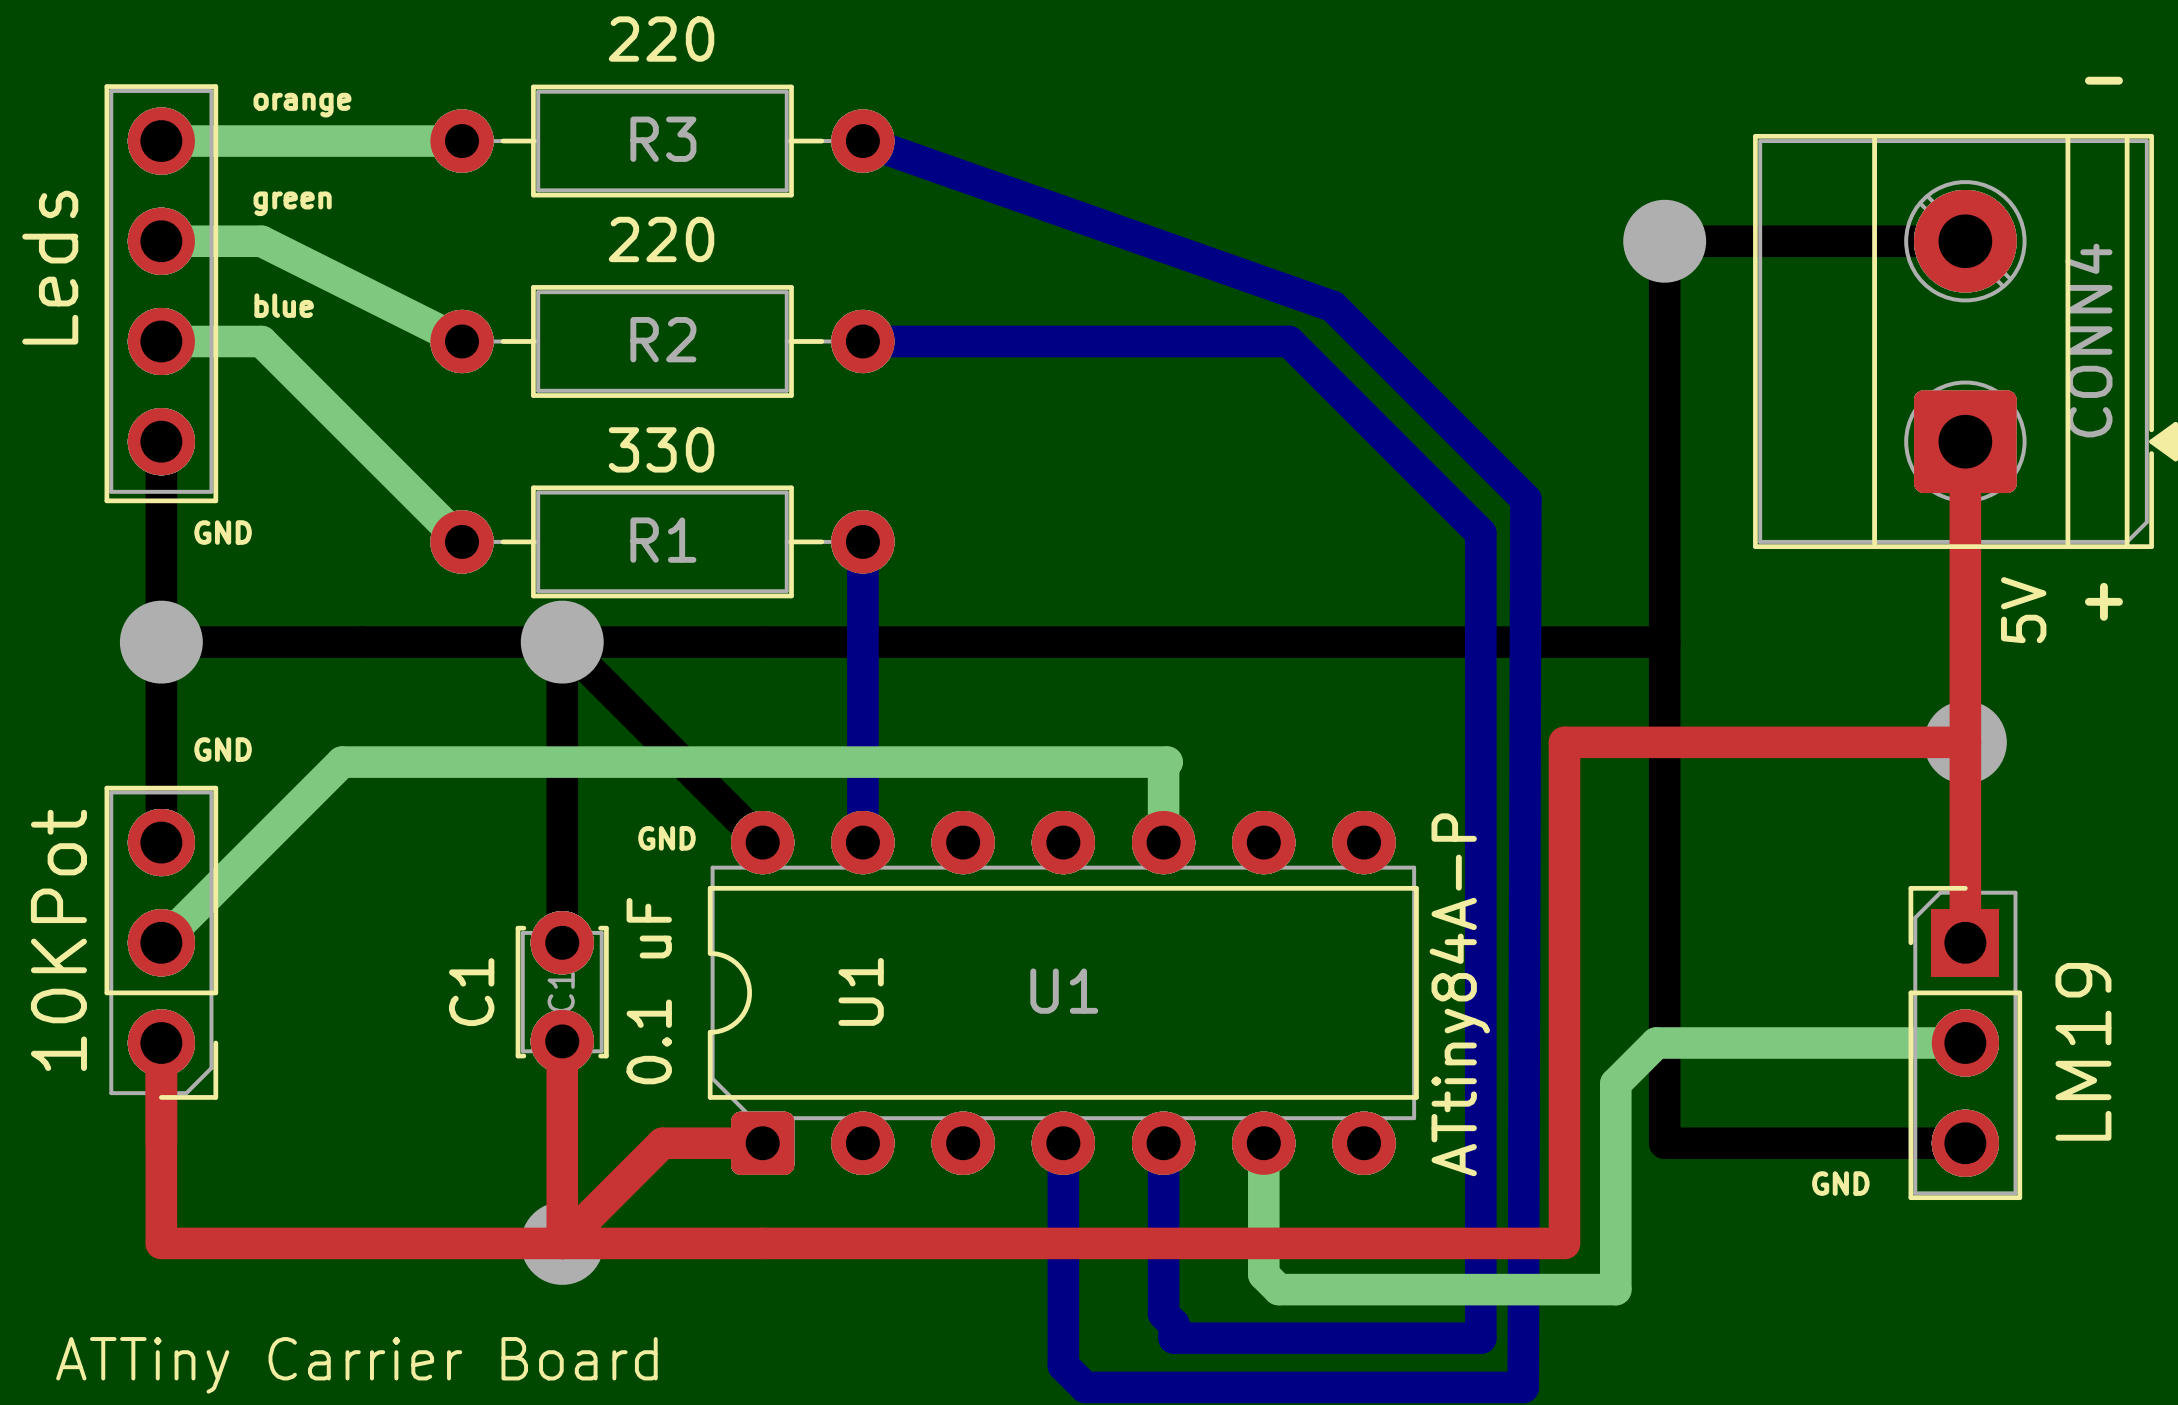 220
orange
R3
green
220
Leds
blue
R2
CONN4
-
330
GND
R1
5V
+
GND
GND
10KPot
C1
C1
0.1 uF
U1
U1
ATtiny84A-P
LM19
GND
ATTiny Carrier Board